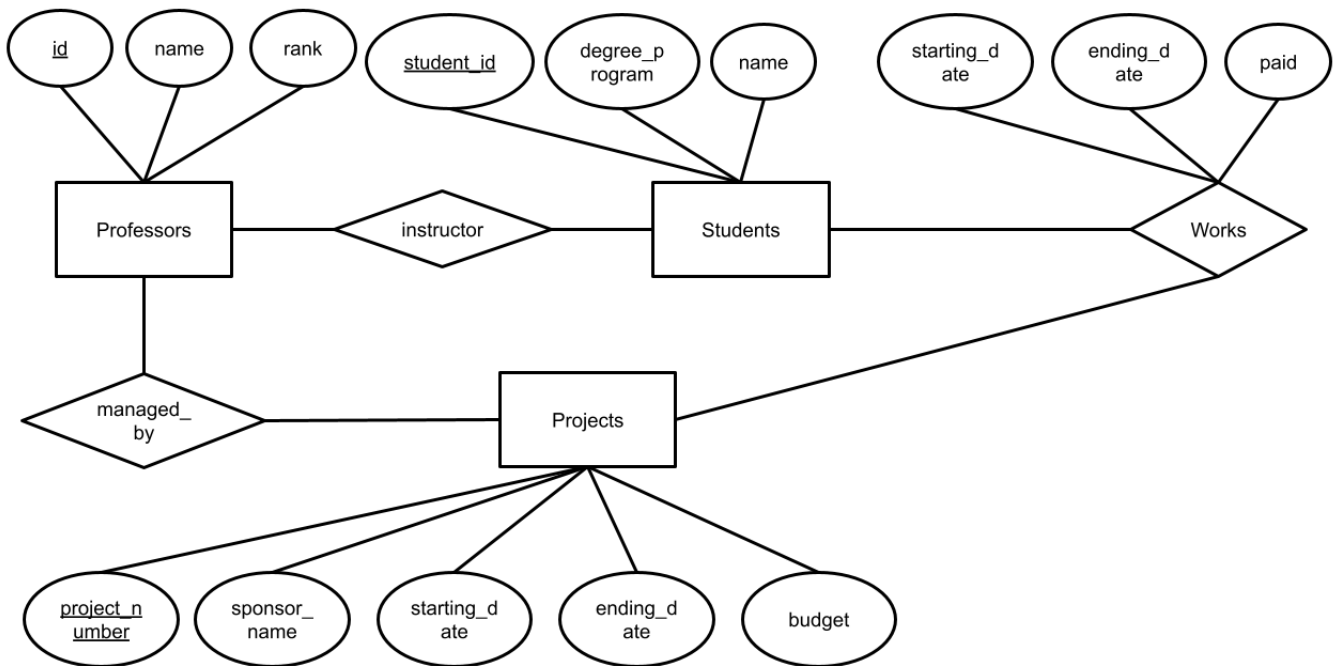 id
name
rank
student_id
degree_p
rogram
name
starting_d
ate
ending_d
ate
paid
Professors
instructor
Students
Works
managed_
by
Projects
project_n
umber
sponsor_
name
starting_d
ate
ending_d
ate
budget